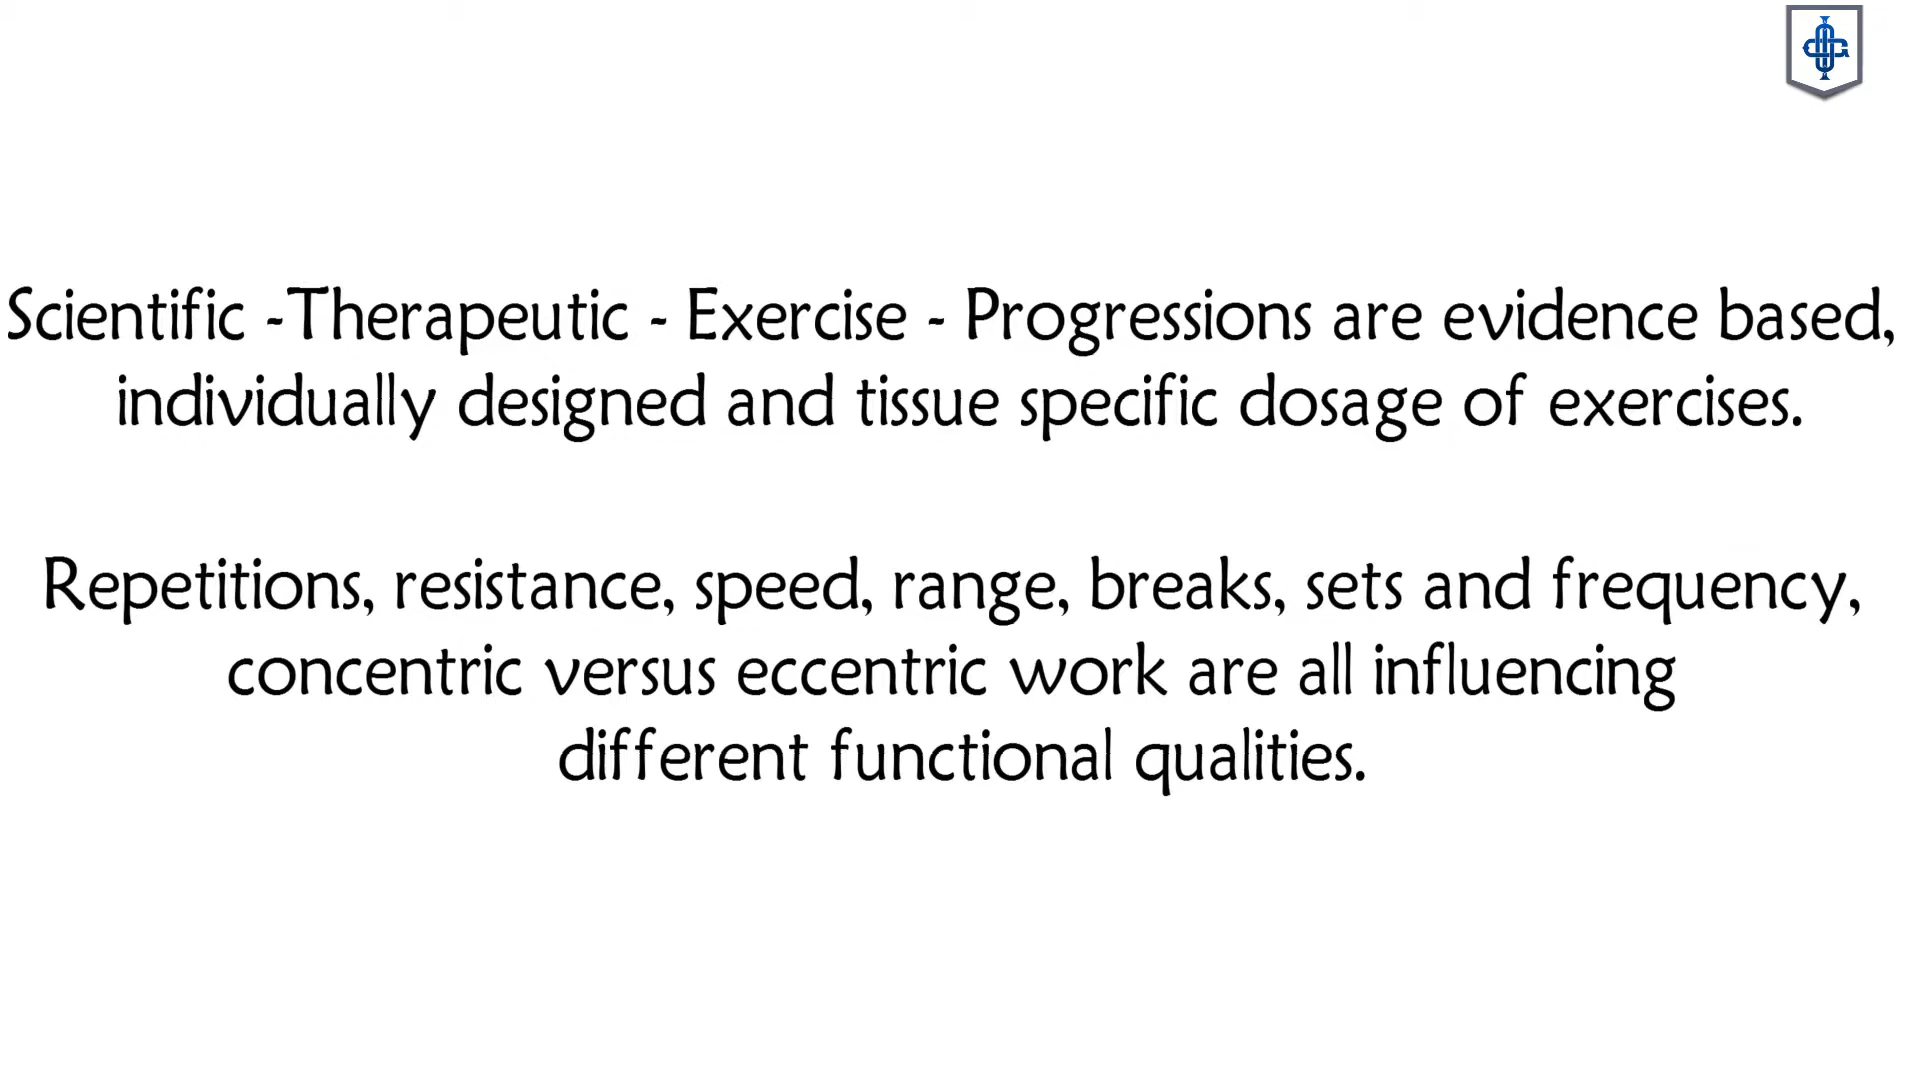 Scientific -Therapeutic - Exercise - Progressions are evidence based,
individually designed and tissue specific dosage of exercises.
Repetitions, resistance, speed, range, breaks, sets and frequency,
concentric versus eccentric work are all influencing
different functional qualities.